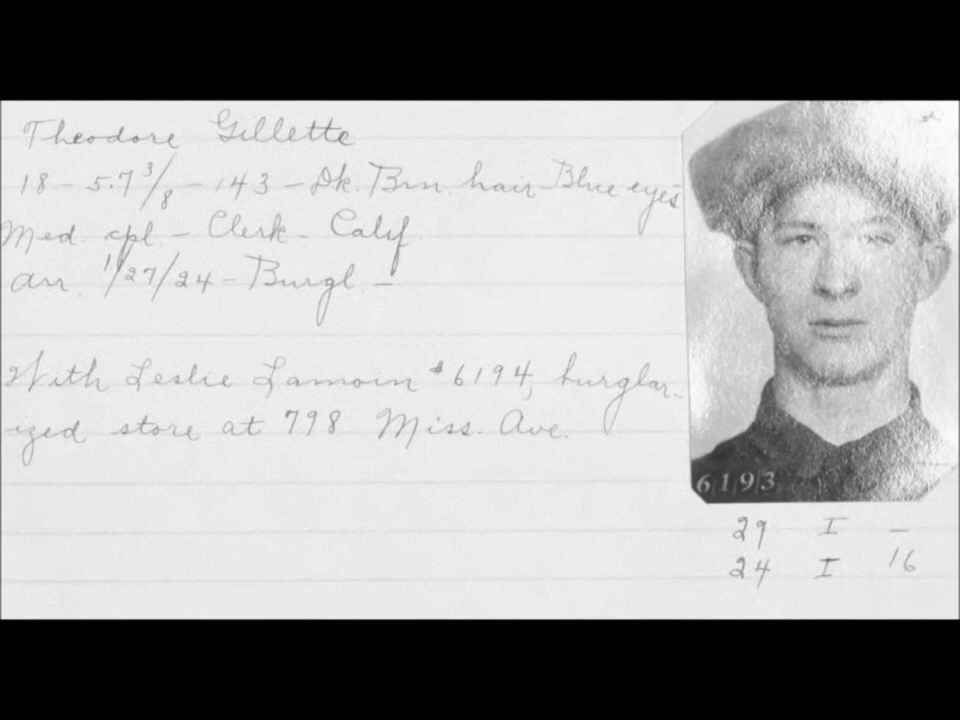 Theodore Gillette
18 - 5.7 3/8 - 143 - Dk. Brn. hair - Blue eyes
Med. cpl. - Clerk - Calif.
arr. 1/27/24 - Burgl. -
With Leslie Lamoin #6194, burglar-
ized store at 798 Miss. Ave.
6193
29 I -
24 I 16